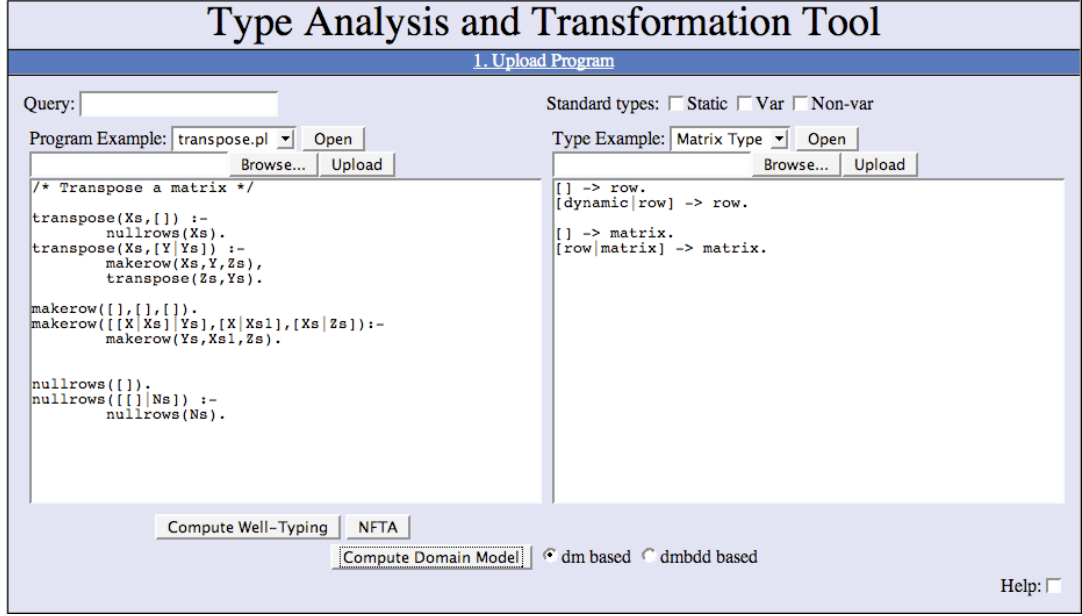 Type Analysis and Transformation Tool
1. Upload Program
Query:
Standard types: Static Var Non-var
Program Example: transpose.pl Open
Type Example: Matrix Type Open
Browse... Upload
Browse... Upload
/* Transpose a matrix */
transpose(Xs,[]) :-
nullrows(Xs).
transpose(Xs,[Y|Ys]) :-
makerow(Xs,Y,Zs),
transpose(Zs,Ys).
makerow([],[],[]).
makerow([[X|Xs]|Ys],[X|Xs1],[Xs|Zs]):-
makerow(Ys,Xs1,Zs).
nullrows([]).
nullrows([[]|Ns]) :-
nullrows(Ns).
[] -> row.
[dynamic|row] -> row.
[] -> matrix.
[row|matrix] -> matrix.
Compute Well-Typing NFTA
Compute Domain Model dm based dmbdd based
Help: